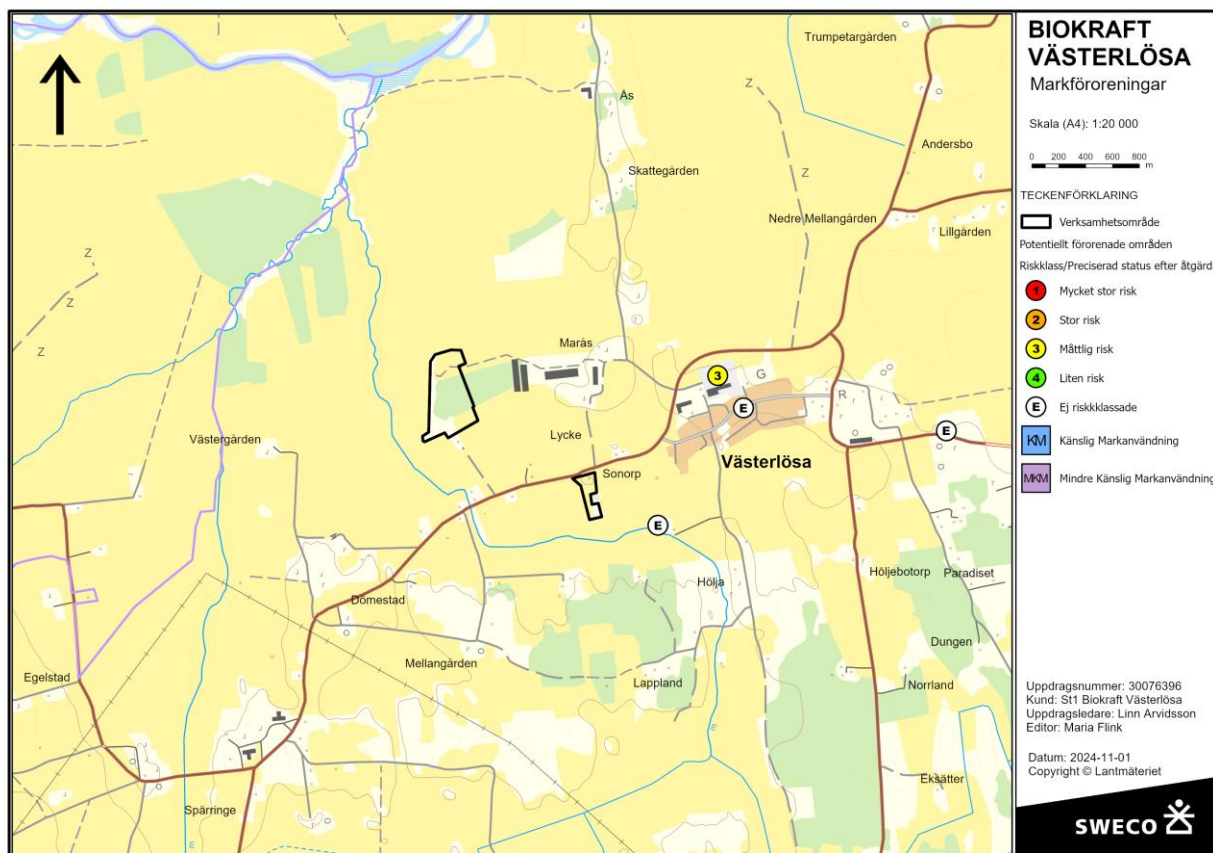 Trumpetargården
Z
Ås
Andersbo
Skattegården
Z
Nedre Mellangården
Lillgården
Z
Z
Z
Marås
3
G
E
R
Västergården
Lycke
E
Västerlösa
Sonorp
E
Hölja
Höljebotorp
Paradiset
Dömestad
Dungen
Mellangården
Egelstad
Lappland
Norrland
E
Eksätter
Spärringe
E
BIOKRAFT
VÄSTERLÖSA
Markföroreningar
Skala (A4): 1:20 000
0 200 400 600 800
m
TECKENFÖRKLARING
Verksamhetsområde
Potentiellt förorenade områden
Riskklass/Preciserad status efter åtgärd
1 Mycket stor risk
2 Stor risk
3 Måttlig risk
4 Liten risk
E Ej riskkklassade
KM Känslig Markanvändning
MKM Mindre Känslig Markanvändning
Uppdragsnummer: 30076396
Kund: St1 Biokraft Västerlösa
Uppdragsledare: Linn Arvidsson
Editor: Maria Flink
Datum: 2024-11-01
Copyright © Lantmäteriet
SWECO